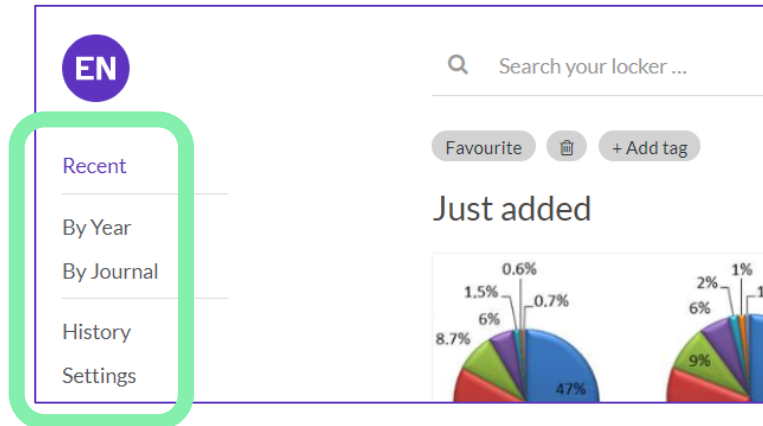 EN
Search your locker ...
Recent
Favourite
+ Add tag
By Year
Just added
By Journal
History
Settings
0.6%
1.5%
0.7%
6%
8.7%
47%
1%
2%
6%
9%